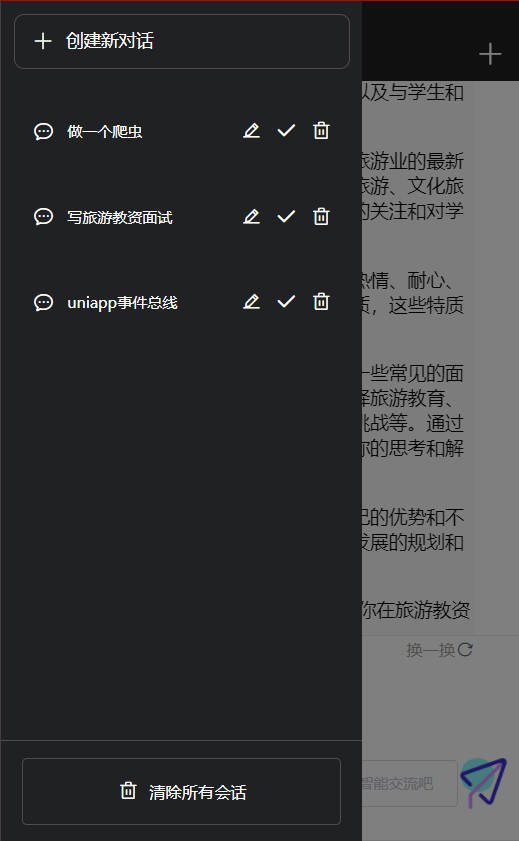 创建新对话
做一个爬虫
写旅游教资面试
uniapp事件总线
清除所有会话
以及与学生和
旅游业的最新
旅游、文化旅
的关注和对学
热情、耐心、
质，这些特质
一些常见的面
择旅游教育、
挑战等。通过
你的思考和解
己的优势和不
发展的规划和
你在旅游教资
换一换
智能交流吧